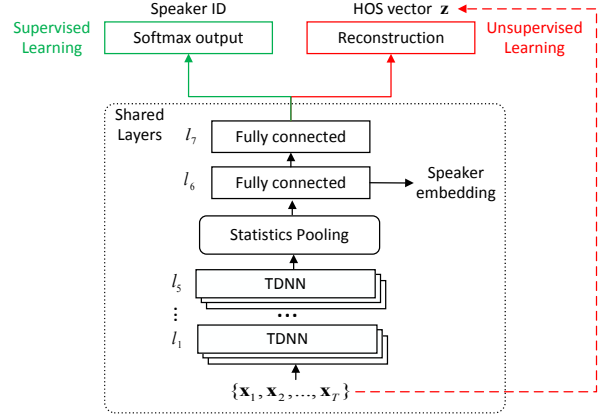 Speaker ID
HOS vector z
Supervised
Learning
Softmax output
Reconstruction
Unsupervised
Learning
Shared
Layers
l₇
Fully connected
l₆
Fully connected
Speaker
embedding
Statistics Pooling
l₅
TDNN
⋮
...
l₁
TDNN
{x₁, x₂, ..., x_T}